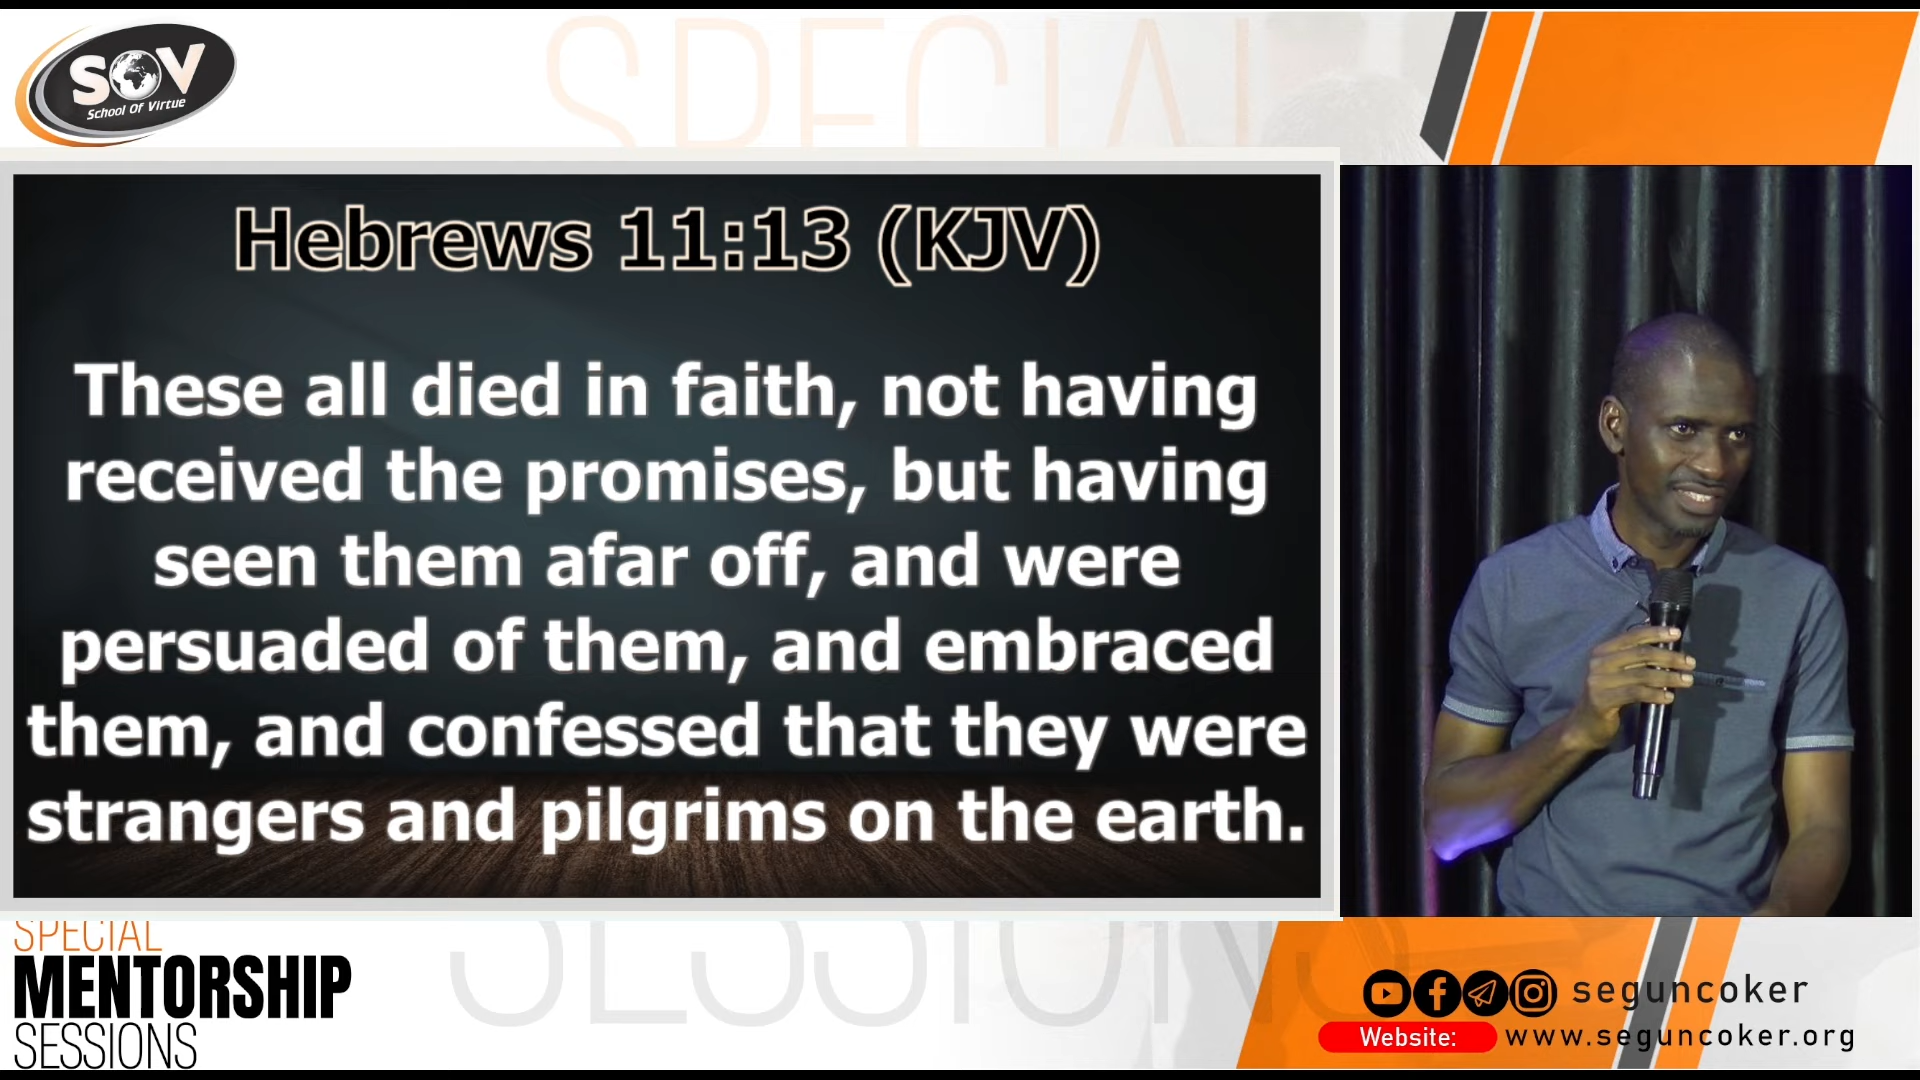 SPECIAL
SOV
School Of Virtue
Hebrews 11:13 (KJV)
These all died in faith, not having
received the promises, but having
seen them afar off, and were
persuaded of them, and embraced
them, and confessed that they were
strangers and pilgrims on the earth.
SPECIAL
MENTORSHIP
SESSIONS
SESSIONS
seguncoker
Website: www.seguncoker.org